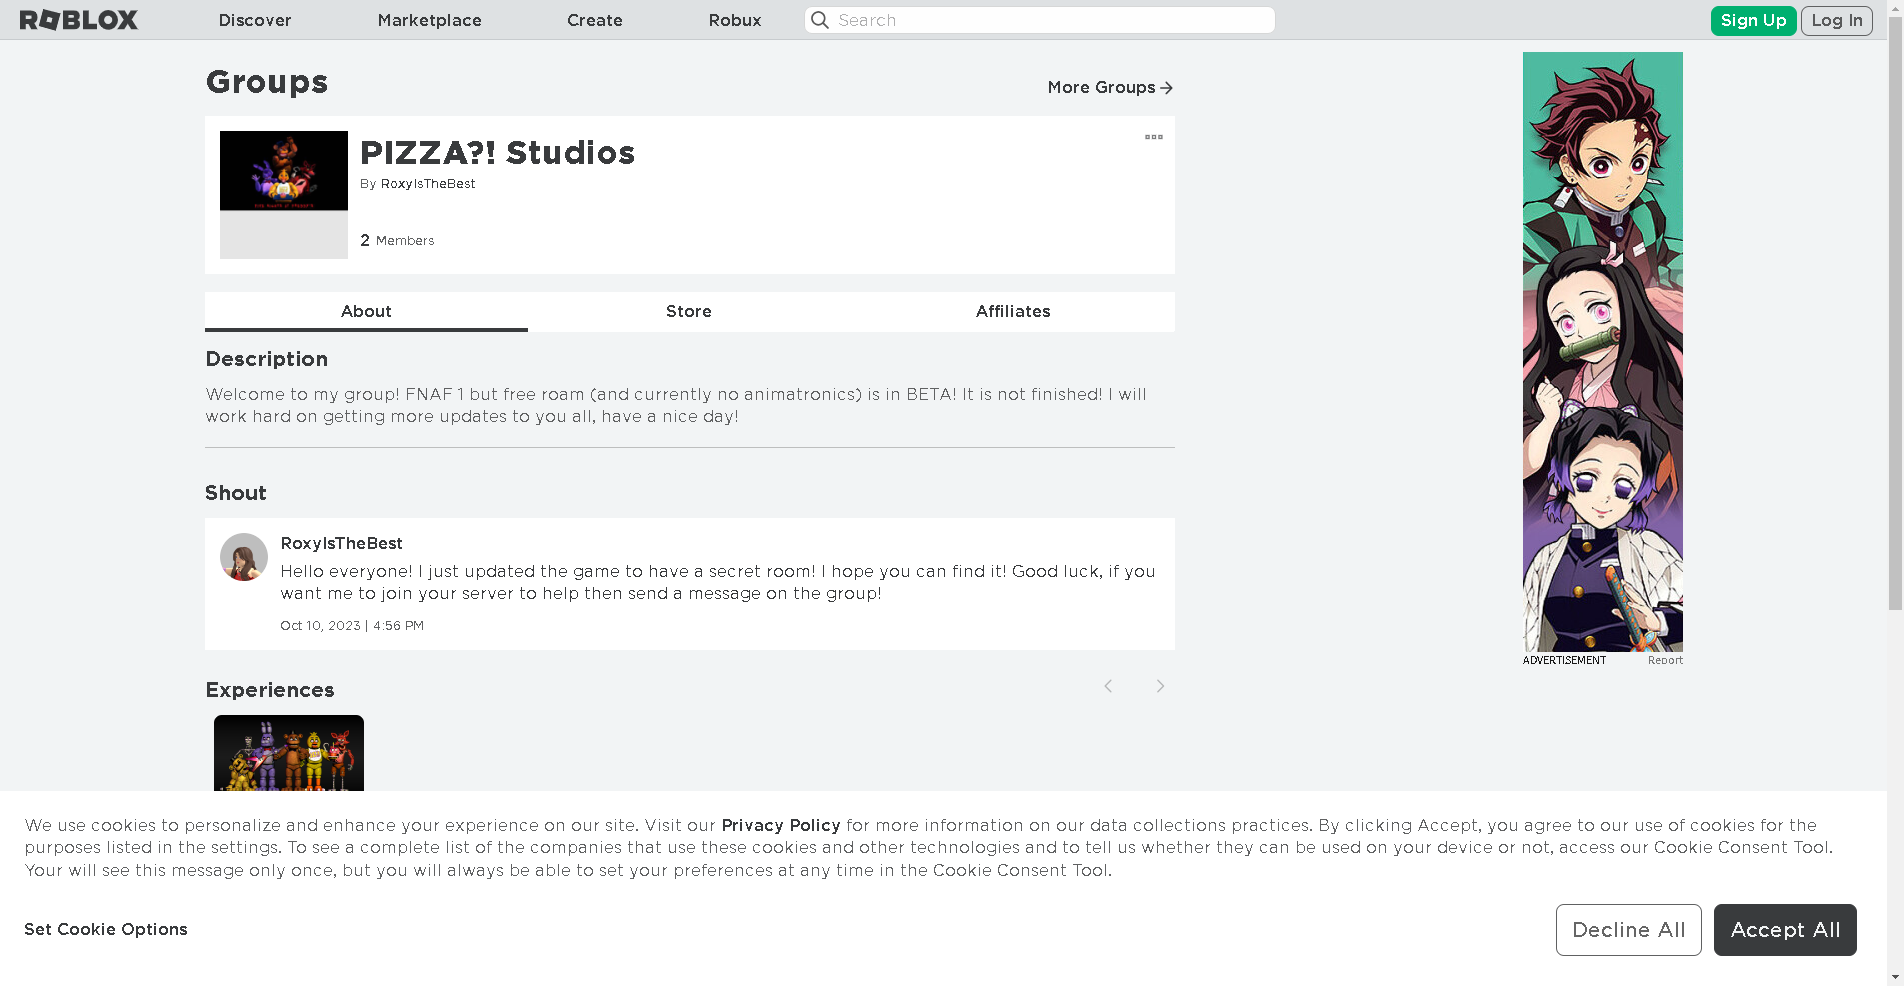 ROBLOX
Discover
Marketplace
Create
Robux
Search
Sign Up
Log In
Groups
More Groups
PIZZA?! Studios
By RoxyIsTheBest
2 Members
About
Store
Affiliates
Description
Welcome to my group! FNAF 1 but free roam (and currently no animatronics) is in BETA! It is not finished! I will
work hard on getting more updates to you all, have a nice day!
Shout
RoxyIsTheBest
Hello everyone! I just updated the game to have a secret room! I hope you can find it! Good luck, if you
want me to join your server to help then send a message on the group!
Oct 10, 2023 | 4:56 PM
ADVERTISEMENT
Report
Experiences
We use cookies to personalize and enhance your experience on our site. Visit our Privacy Policy for more information on our data collections practices. By clicking Accept, you agree to our use of cookies for the
purposes listed in the settings. To see a complete list of the companies that use these cookies and other technologies and to tell us whether they can be used on your device or not, access our Cookie Consent Tool.
Your will see this message only once, but you will always be able to set your preferences at any time in the Cookie Consent Tool.
Set Cookie Options
Decline All
Accept All